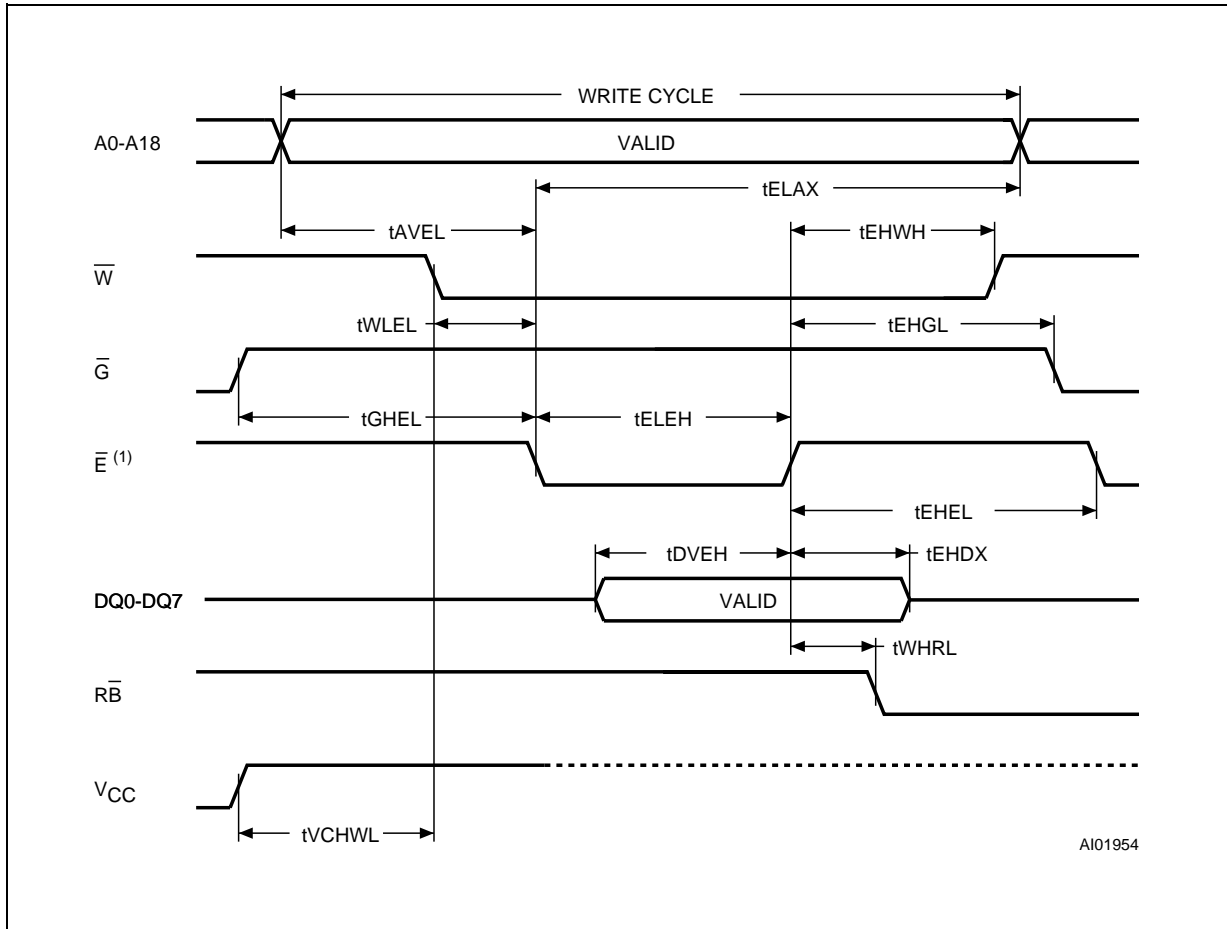 WRITE CYCLE
A0-A18
VALID
tELAX
tAVEL
tEHWH
W̅
tWLEL
tEHGL
G̅
tGHEL
tELEH
E̅ (1)
tEHEL
tDVEH
tEHDX
DQ0-DQ7
VALID
tWHRL
RB̅
VCC
tVCHWL
AI01954